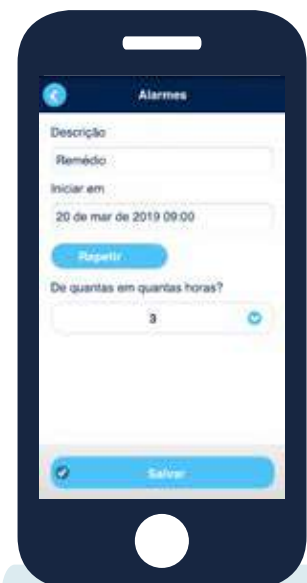 Alarmes
Descrição
Remédio
Iniciar em
20 de mar de 2019 09:00
Repetir
De quantas em quantas horas?
3
Salvar